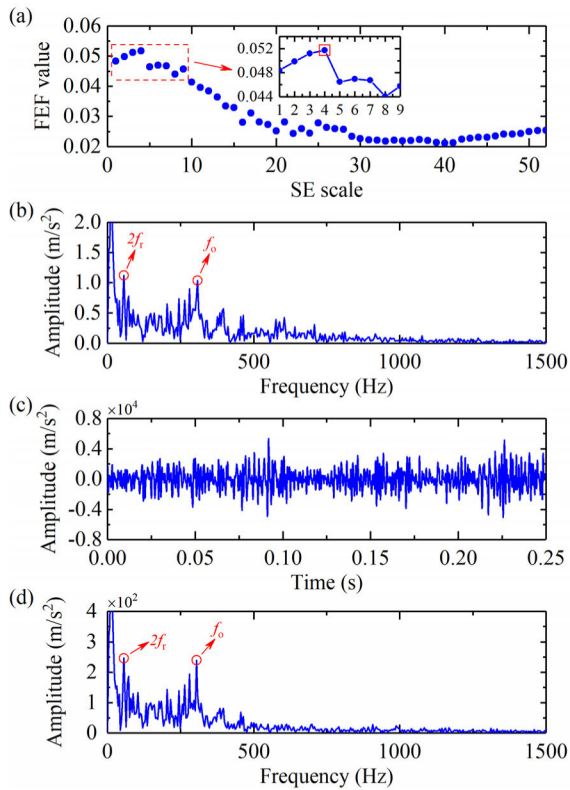 (a)
0.06
0.05
0.04
0.03
0.02
FEF value
0.052
0.048
0.044
1 2 3 4 5 6 7 8 9
0 10 20 30 40 50
SE scale
(b)
2.0
1.5
1.0
0.5
0.0
Amplitude (m/s²)
2fr
fo
0 500 1000 1500
Frequency (Hz)
(c)
×10⁴
0.8
0.4
0.0
-0.4
-0.8
Amplitude (m/s²)
0.00 0.05 0.10 0.15 0.20 0.25
Time (s)
(d)
×10²
4
3
2
1
0
Amplitude (m/s²)
2fr
fo
0 500 1000 1500
Frequency (Hz)